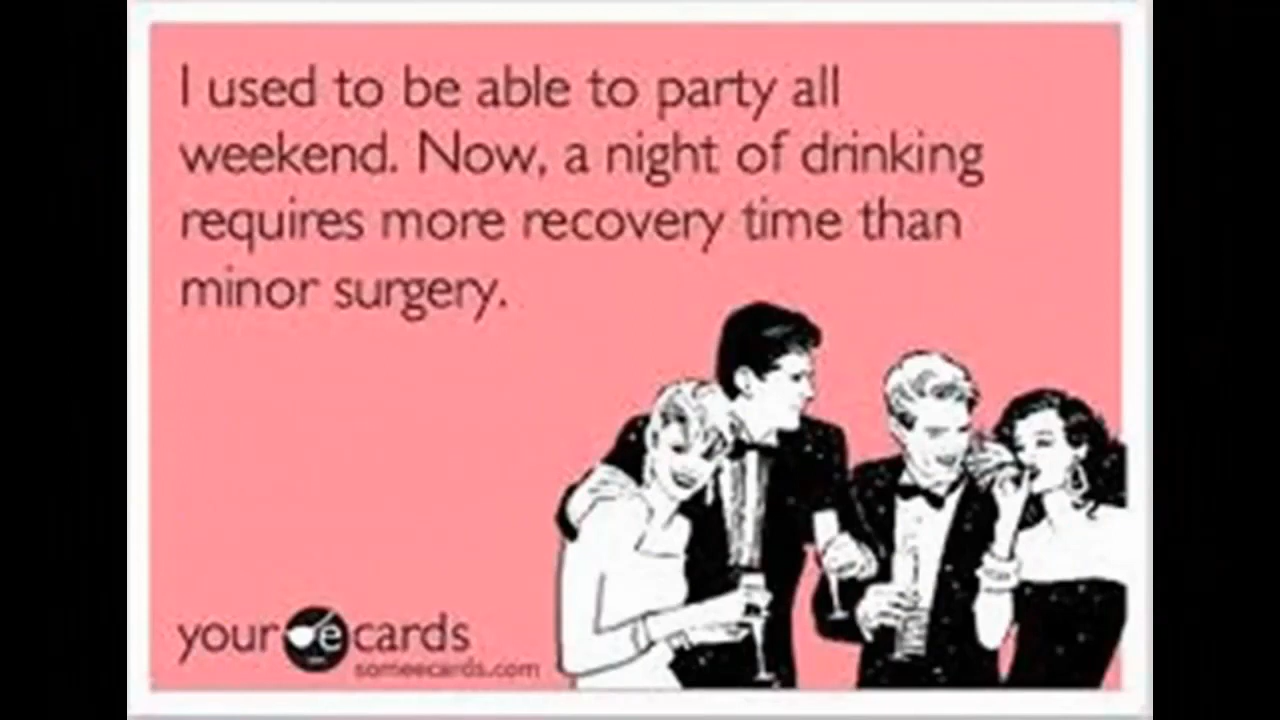 I used to be able to party all
weekend. Now, a night of drinking
requires more recovery time than
minor surgery.
your e cards
someecards.com